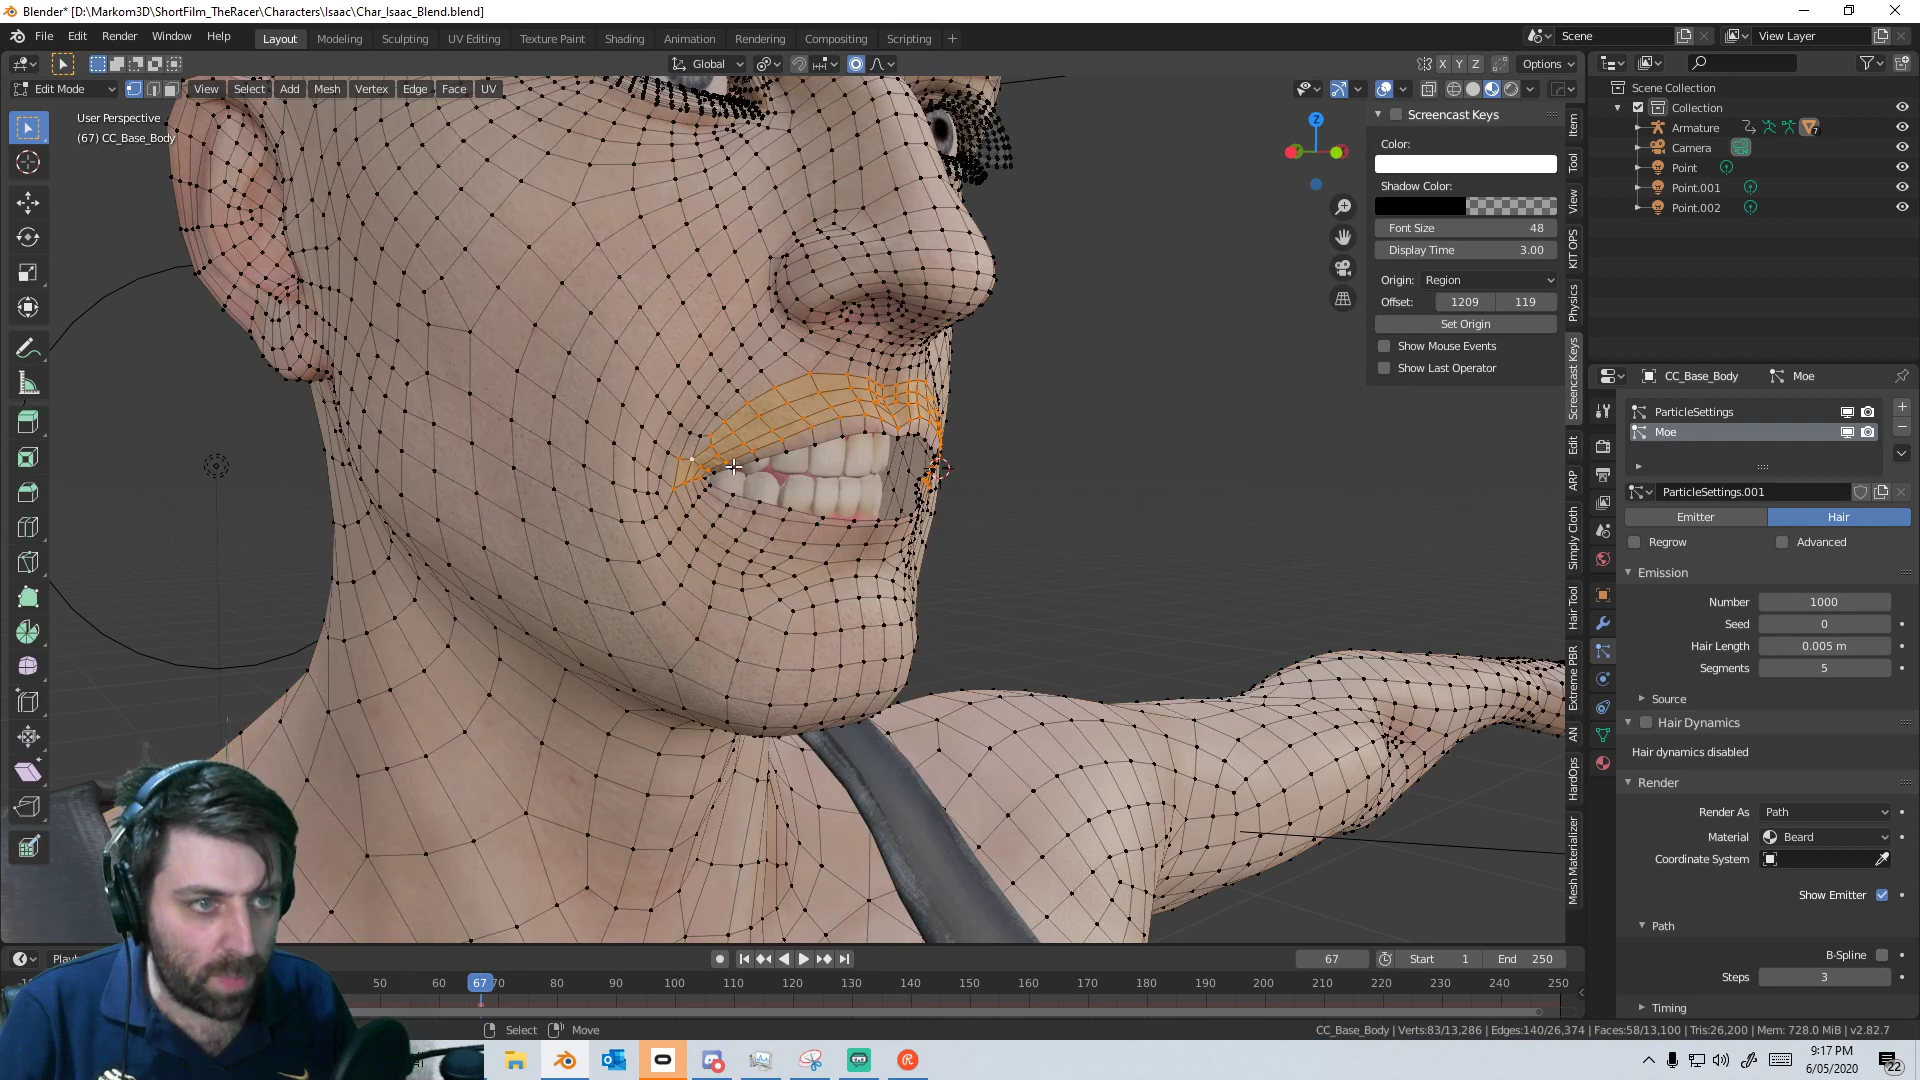 Blender* [D:\Markom3D\ShortFilm_TheRacer\Characters\Isaac\Char_Isaac_Blend.blend]
File Edit Render Window Help
Layout Modeling Sculpting UV Editing Texture Paint Shading Animation Rendering Compositing Scripting +
Scene
View Layer
Global
X Y Z
Options
Edit Mode
View Select Add Mesh Vertex Edge Face UV
User Perspective
(67) CC_Base_Body
Z
Screencast Keys
Color:
Shadow Color:
Font Size 48
Display Time 3.00
Origin: Region
Offset: 1209 119
Set Origin
Show Mouse Events
Show Last Operator
Item
Tool
View
KIT OPS
Physics
Screencast Keys
Edit
ARP
Simply Cloth
Hair Tool
Extreme PBR
AN
HardOps
Mesh Materializer
Scene Collection
Collection
Armature 7
Camera
Point
Point.001
Point.002
CC_Base_Body Moe
ParticleSettings
Moe
ParticleSettings.001
Emitter Hair
Regrow Advanced
Emission
Number 1000
Seed 0
Hair Length 0.005 m
Segments 5
Source
Hair Dynamics
Hair dynamics disabled
Render
Render As Path
Material Beard
Coordinate System
Show Emitter
Path
B-Spline
Steps 3
Timing
67
Start 1
End 250
50 60 67 70 80 90 100 110 120 130 140 150 160 170 180 190 200 210 220 230 240 250
Select Move
CC_Base_Body | Verts:83/13,286 | Edges:140/26,374 | Faces:58/13,100 | Tris:26,200 | Mem: 728.0 MiB | v2.82.7
9:17 PM
6/05/2020
22